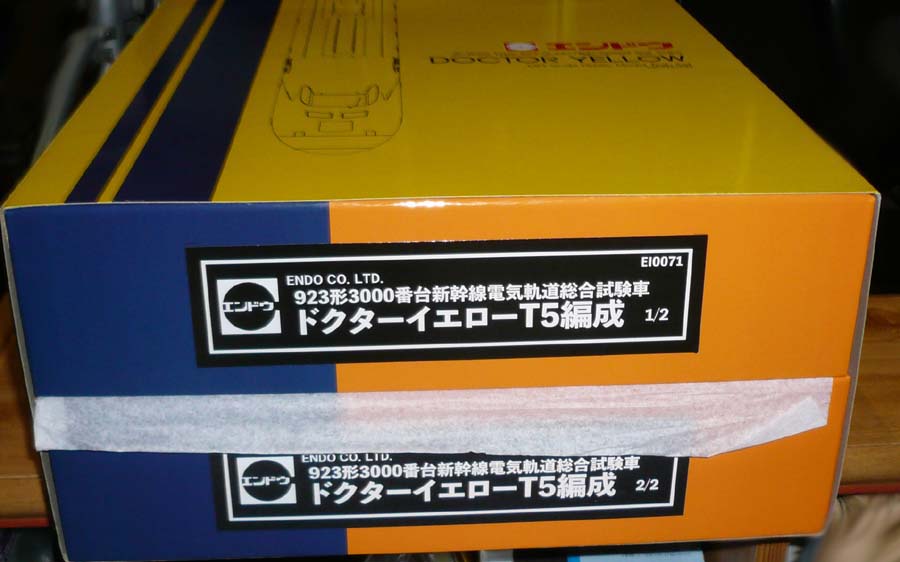 エンドウ
DOCTOR YELLOW
EI0071
ENDO CO. LTD.
エンドウ
923形3000番台新幹線電気軌道総合試験車
ドクターイエローT5編成 1/2
ENDO CO. LTD.
エンドウ
923形3000番台新幹線電気軌道総合試験車
ドクターイエローT5編成 2/2